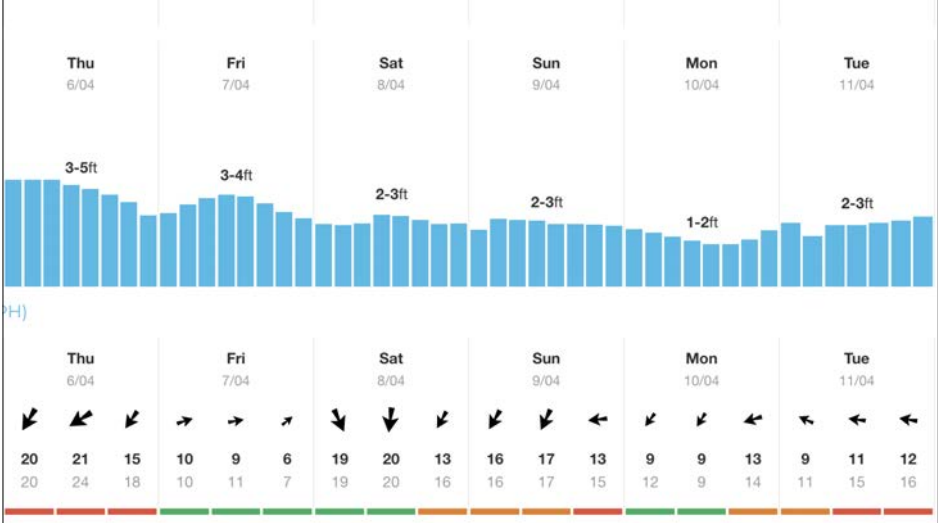 Thu Fri Sat Sun Mon Tue
6/04 7/04 8/04 9/04 10/04 11/04
3-5ft 3-4ft 2-3ft 2-3ft 1-2ft 2-3ft
PH)
Thu Fri Sat Sun Mon Tue
6/04 7/04 8/04 9/04 10/04 11/04
20 21 15 10 9 6 19 20 13 16 17 13 9 9 13 9 11 12
20 24 18 10 11 7 19 20 16 16 17 15 12 9 14 11 15 16